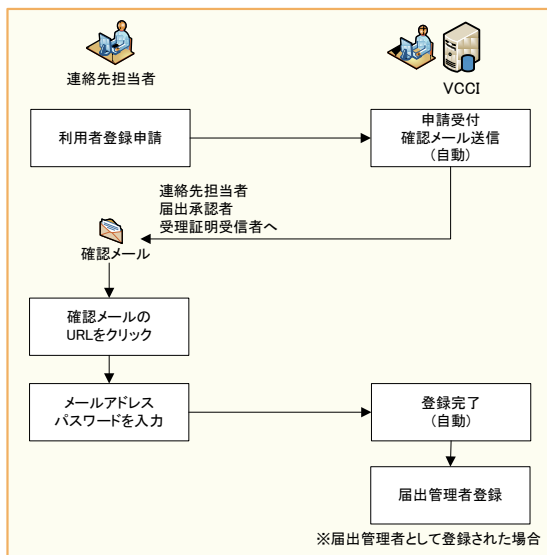 連絡先担当者
VCCI
利用者登録申請
申請受付
確認メール送信
(自動)
連絡先担当者
届出承認者
受理証明受信者へ
確認メール
確認メールの
URLをクリック
メールアドレス
パスワードを入力
登録完了
(自動)
届出管理者登録
※届出管理者として登録された場合